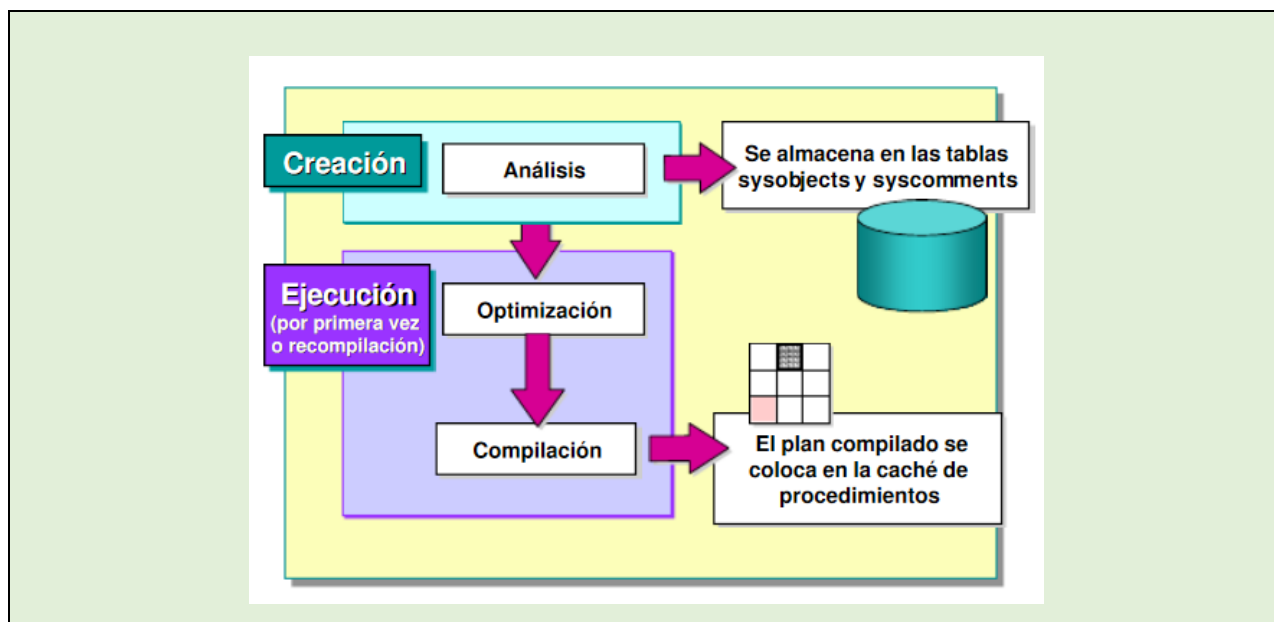 Creación
Análisis
Se almacena en las tablas
sysobjects y syscomments
Ejecución
(por primera vez
o recompilación)
Optimización
Compilación
El plan compilado se
coloca en la caché de
procedimientos